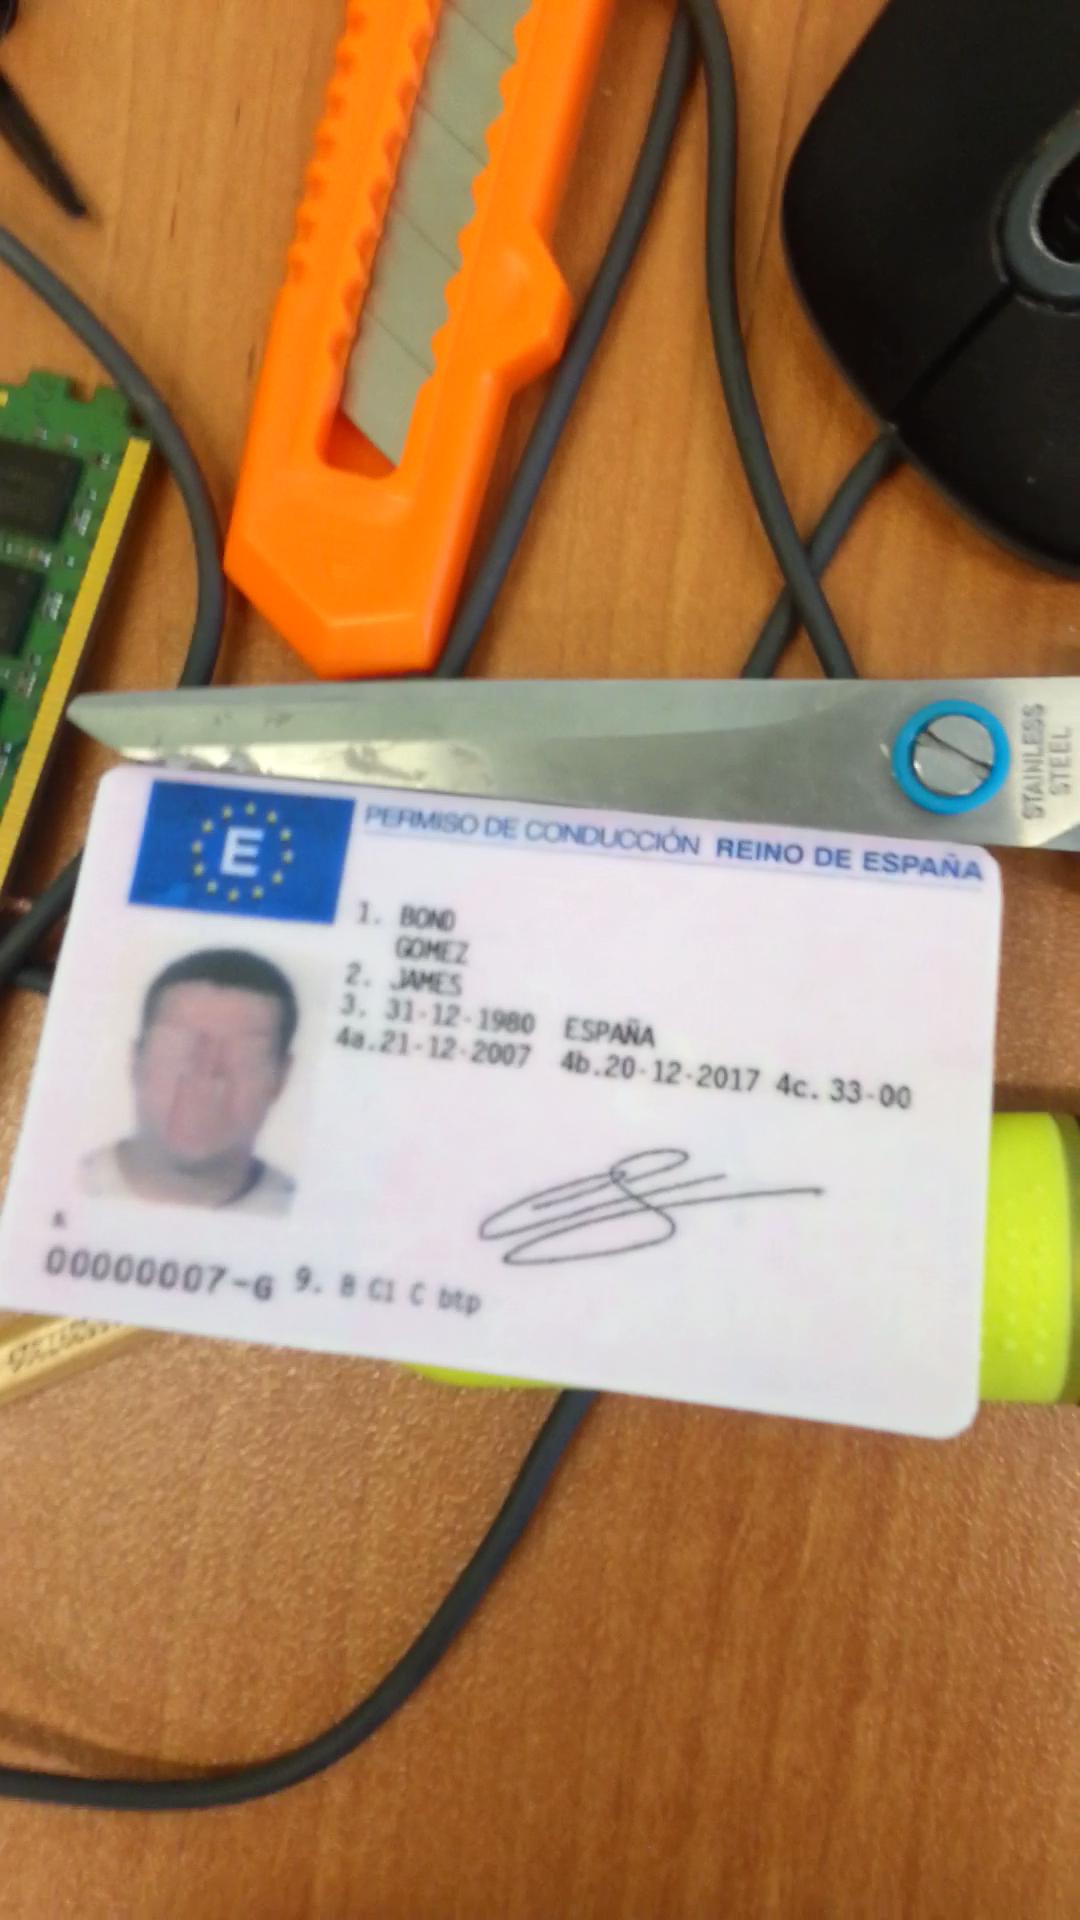 STAINLESS
STEEL
E
PERMISO DE CONDUCCIÓN REINO DE ESPAÑA
1. BOND
GOMEZ
2. JAMES
3. 31-12-1980 ESPAÑA
4a.21-12-2007 4b.20-12-2017 4c. 33-00
00000007-G 9. B C1 C btp